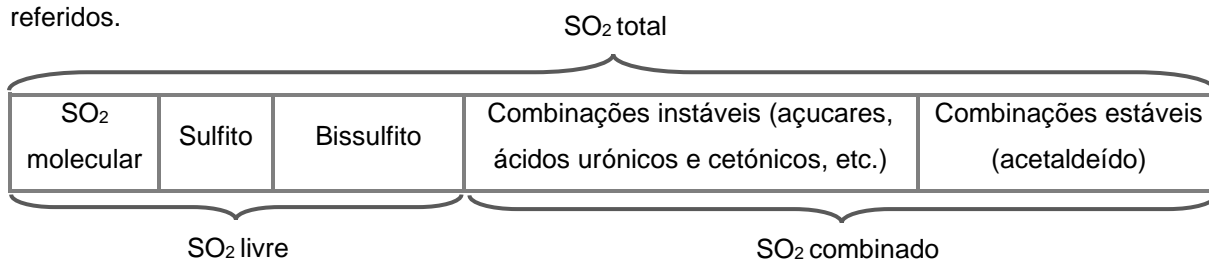 referidos.
SO2 total
SO2
molecular
Sulfito
Bissulfito
Combinações instáveis (açucares,
ácidos urónicos e cetónicos, etc.)
Combinações estáveis
(acetaldeído)
SO2 livre
SO2 combinado